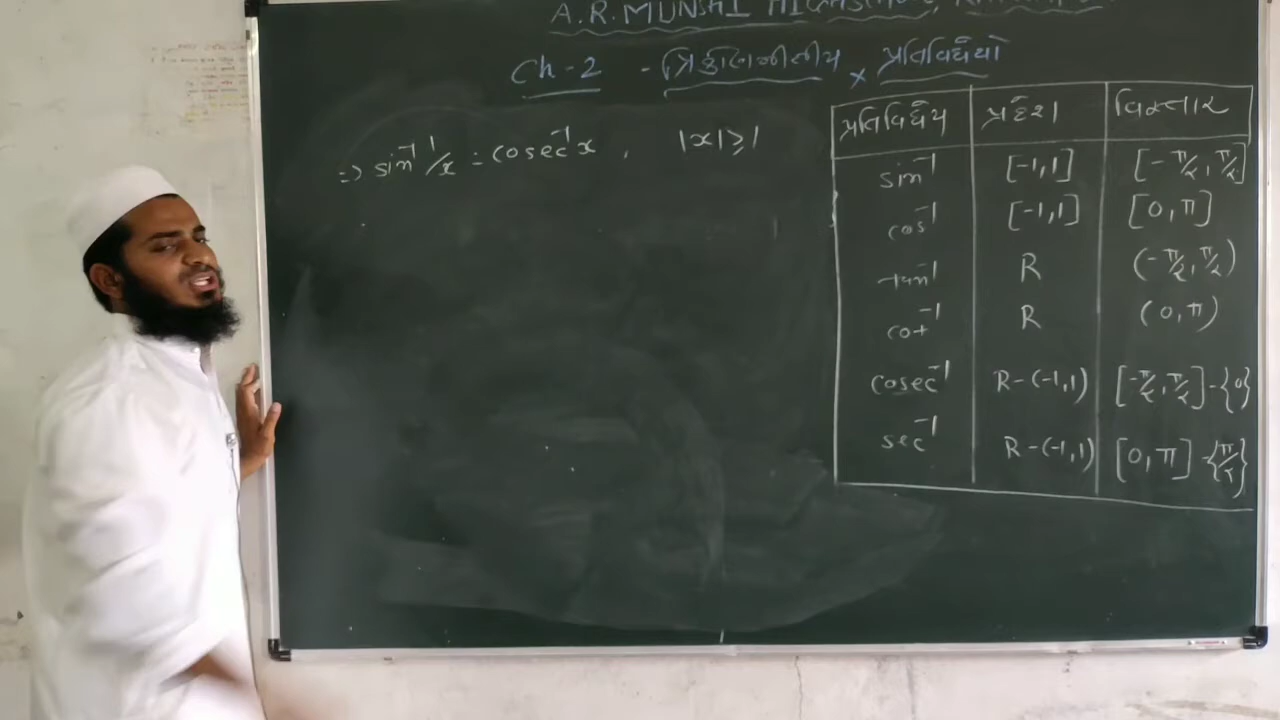 A.R. MUNSHI
Ch-2 - ત્રિકોણમિતીય પ્રતિવિધેયો
⇒ sin⁻¹ 1/x = cosec⁻¹ x , |x| ≥ 1
પ્રતિવિધેય પ્રદેશ વિસ્તાર
sin⁻¹ [-1,1] [-π/2, π/2]
cos⁻¹ [-1,1] [0, π]
tan⁻¹ R (-π/2, π/2)
cot⁻¹ R (0, π)
cosec⁻¹ R-(-1,1) [-π/2, π/2]-{0}
sec⁻¹ R-(-1,1) [0, π]-{π/2}